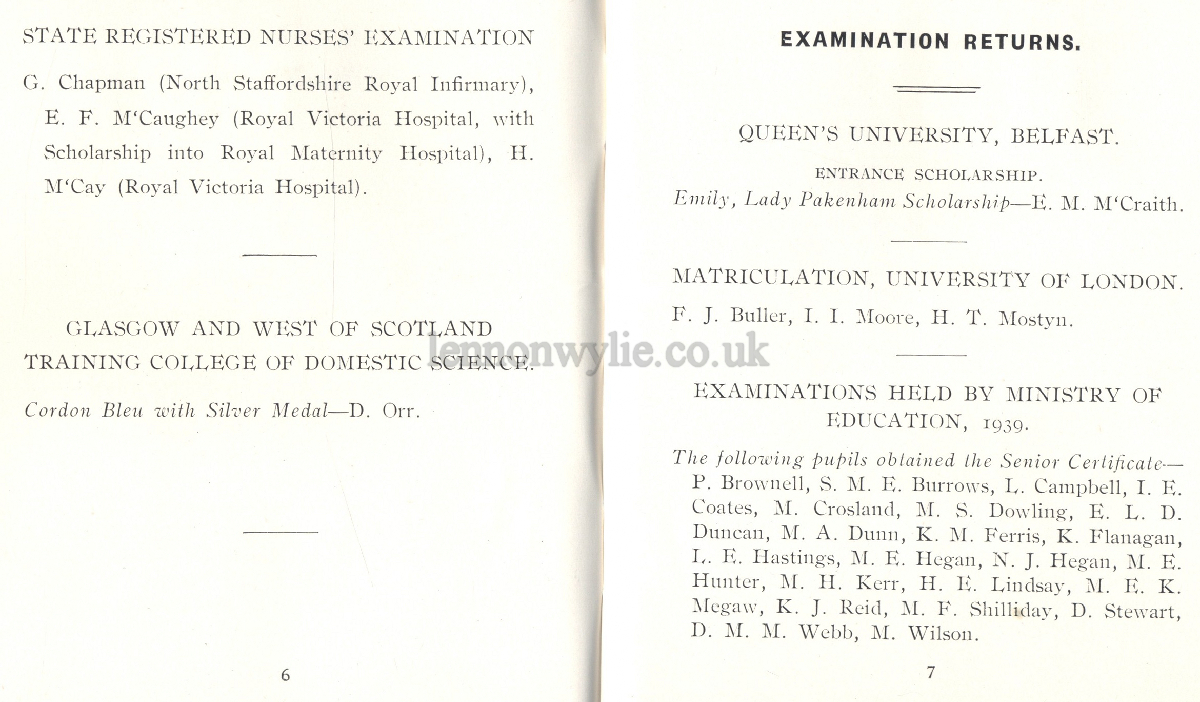 STATE REGISTERED NURSES' EXAMINATION
G. Chapman (North Staffordshire Royal Infirmary),
E. F. M'Caughey (Royal Victoria Hospital, with
Scholarship into Royal Maternity Hospital), H.
M'Cay (Royal Victoria Hospital).
GLASGOW AND WEST OF SCOTLAND
TRAINING COLLEGE OF DOMESTIC SCIENCE.
Cordon Bleu with Silver Medal—D. Orr.
6
EXAMINATION RETURNS.
QUEEN'S UNIVERSITY, BELFAST.
ENTRANCE SCHOLARSHIP.
Emily, Lady Pakenham Scholarship—E. M. M'Craith.
MATRICULATION, UNIVERSITY OF LONDON.
F. J. Buller, I. I. Moore, H. T. Mostyn.
EXAMINATIONS HELD BY MINISTRY OF
EDUCATION, 1939.
The following pupils obtained the Senior Certificate—
P. Brownell, S. M. E. Burrows, L. Campbell, I. E.
Coates, M. Crosland, M. S. Dowling, E. L. D.
Duncan, M. A. Dunn, K. M. Ferris, K. Flanagan,
L. E. Hastings, M. E. Hegan, N. J. Hegan, M. E.
Hunter, M. H. Kerr, H. E. Lindsay, M. E. K.
Megaw, K. J. Reid, M. F. Shilliday, D. Stewart,
D. M. M. Webb, M. Wilson.
7
lennonwylie.co.uk